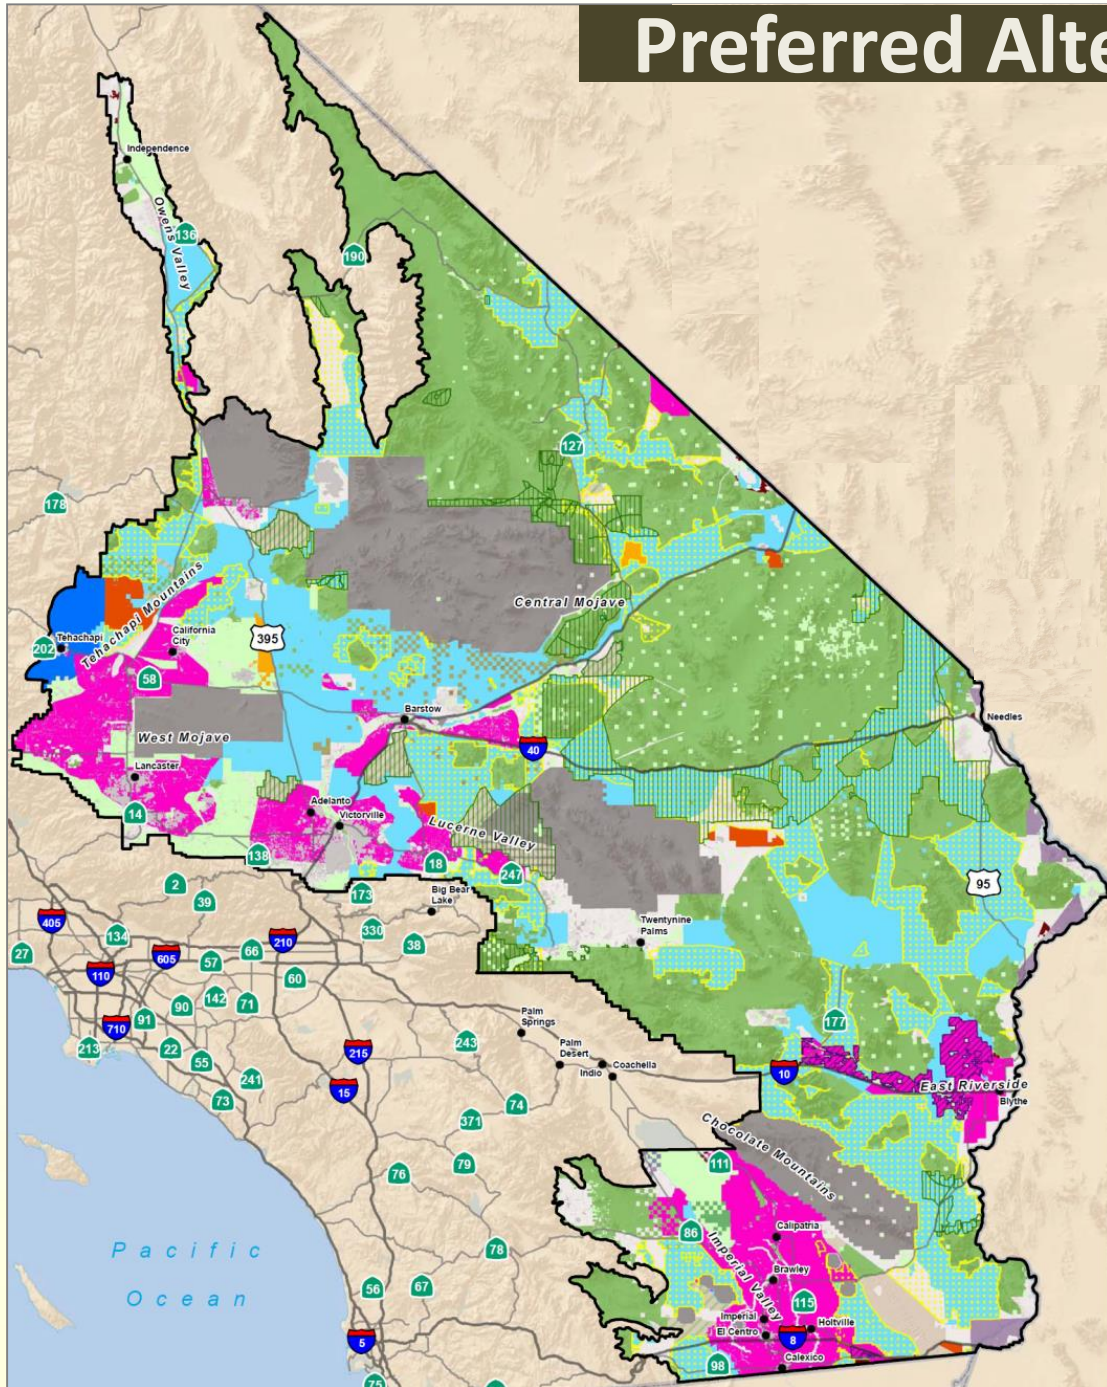 Preferred Alte
Independence
Owens Valley
136
190
127
178
Tehachapi Mountains
Central Mojave
Tehachapi
202
California
City
395
58
Barstow
Needles
West Mojave
40
Lancaster
14
Adelanto
Victorville
Lucerne Valley
138
18
247
95
2
39
173
Big Bear
Lake
405
134
210
330
38
Twentynine
Palms
27
605
57
66
110
60
142
71
90
91
710
Palm
Springs
177
213
22
55
215
243
Palm
Desert
Coachella
Indio
10
East Riverside
Blythe
241
73
15
74
371
Chocolate Mountains
79
76
111
86
Calipatria
Pacific
Ocean
78
Imperial Valley
Brawley
56
67
115
Imperial
El Centro
Holtville
8
5
98
Calexico
75